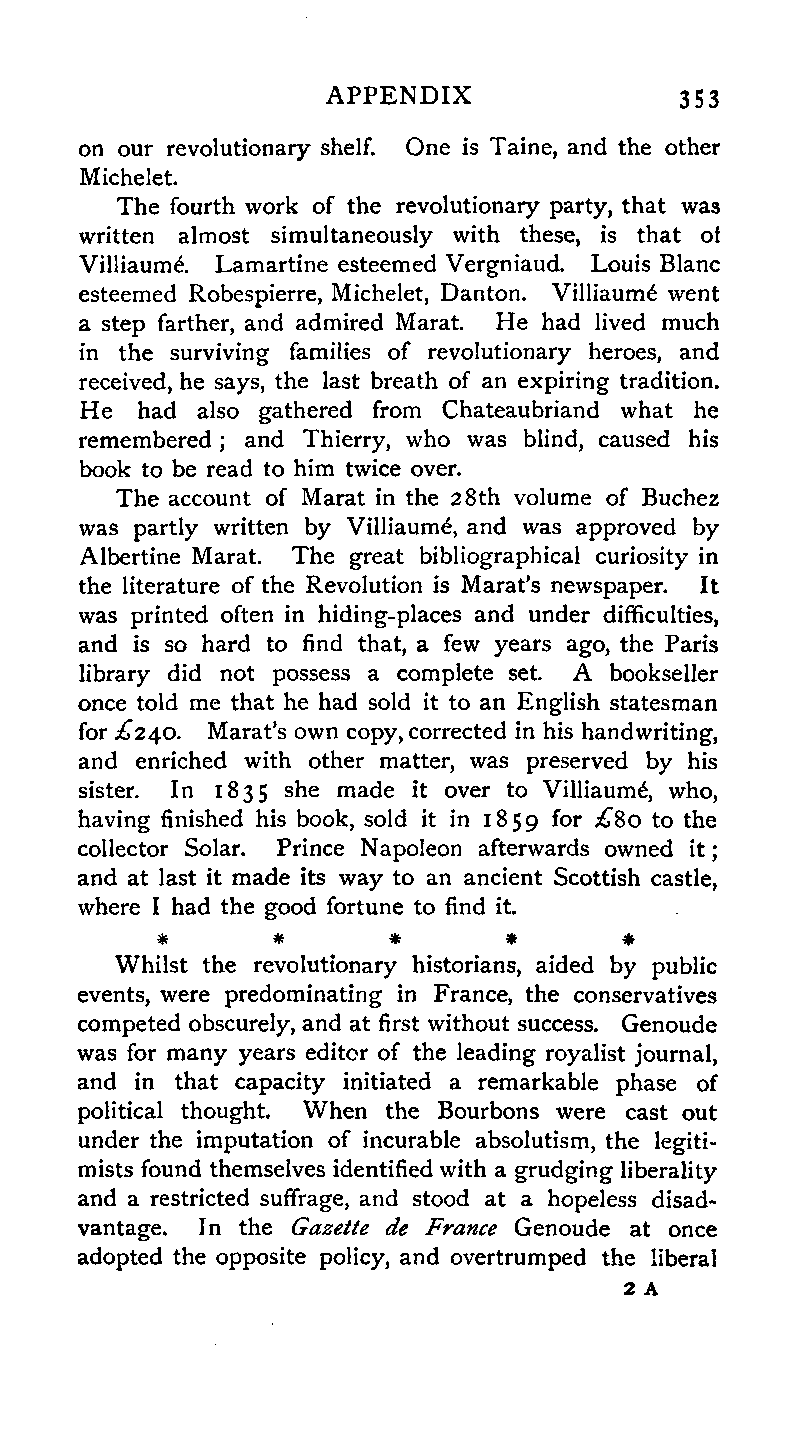 APPENDIX 353
on our revolutionary shelf. One is Taine, and the other
Michelet.
The fourth work of the revolutionary party, that was
written almost simultaneously with these, is that of
Villiaumé. Lamartine esteemed Vergniaud. Louis Blanc
esteemed Robespierre, Michelet, Danton. Villiaumé went
a step farther, and admired Marat. He had lived much
in the surviving families of revolutionary heroes, and
received, he says, the last breath of an expiring tradition.
He had also gathered from Chateaubriand what he
remembered ; and Thierry, who was blind, caused his
book to be read to him twice over.
The account of Marat in the 28th volume of Buchez
was partly written by Villiaumé, and was approved by
Albertine Marat. The great bibliographical curiosity in
the literature of the Revolution is Marat's newspaper. It
was printed often in hiding-places and under difficulties,
and is so hard to find that, a few years ago, the Paris
library did not possess a complete set. A bookseller
once told me that he had sold it to an English statesman
for £240. Marat's own copy, corrected in his handwriting,
and enriched with other matter, was preserved by his
sister. In 1835 she made it over to Villiaumé, who,
having finished his book, sold it in 1859 for £80 to the
collector Solar. Prince Napoleon afterwards owned it ;
and at last it made its way to an ancient Scottish castle,
where I had the good fortune to find it.
* * * * *
Whilst the revolutionary historians, aided by public
events, were predominating in France, the conservatives
competed obscurely, and at first without success. Genoude
was for many years editor of the leading royalist journal,
and in that capacity initiated a remarkable phase of
political thought. When the Bourbons were cast out
under the imputation of incurable absolutism, the legiti-
mists found themselves identified with a grudging liberality
and a restricted suffrage, and stood at a hopeless disad-
vantage. In the Gazette de France Genoude at once
adopted the opposite policy, and overtrumped the liberal
2 A